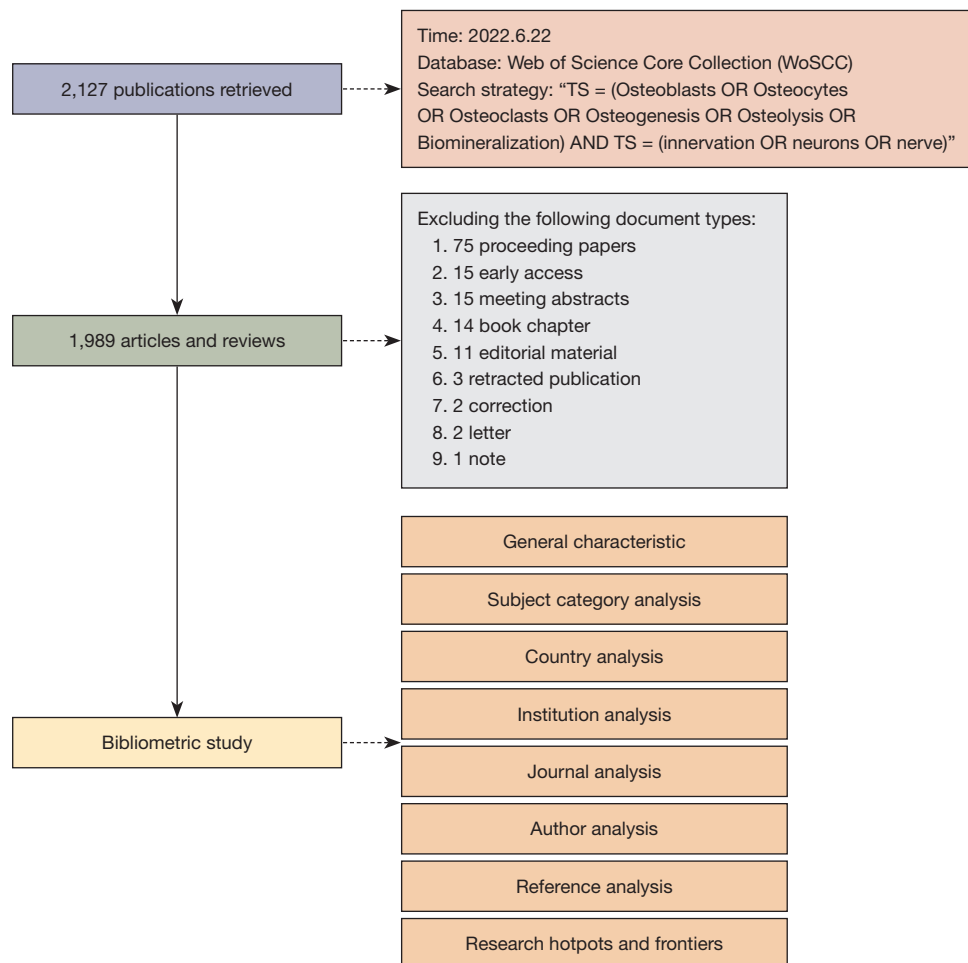 2,127 publications retrieved
Time: 2022.6.22
Database: Web of Science Core Collection (WoSCC)
Search strategy: “TS = (Osteoblasts OR Osteocytes
OR Osteoclasts OR Osteogenesis OR Osteolysis OR
Biomineralization) AND TS = (innervation OR neurons OR nerve)”
1,989 articles and reviews
Excluding the following document types:
1. 75 proceeding papers
2. 15 early access
3. 15 meeting abstracts
4. 14 book chapter
5. 11 editorial material
6. 3 retracted publication
7. 2 correction
8. 2 letter
9. 1 note
Bibliometric study
General characteristic
Subject category analysis
Country analysis
Institution analysis
Journal analysis
Author analysis
Reference analysis
Research hotpots and frontiers